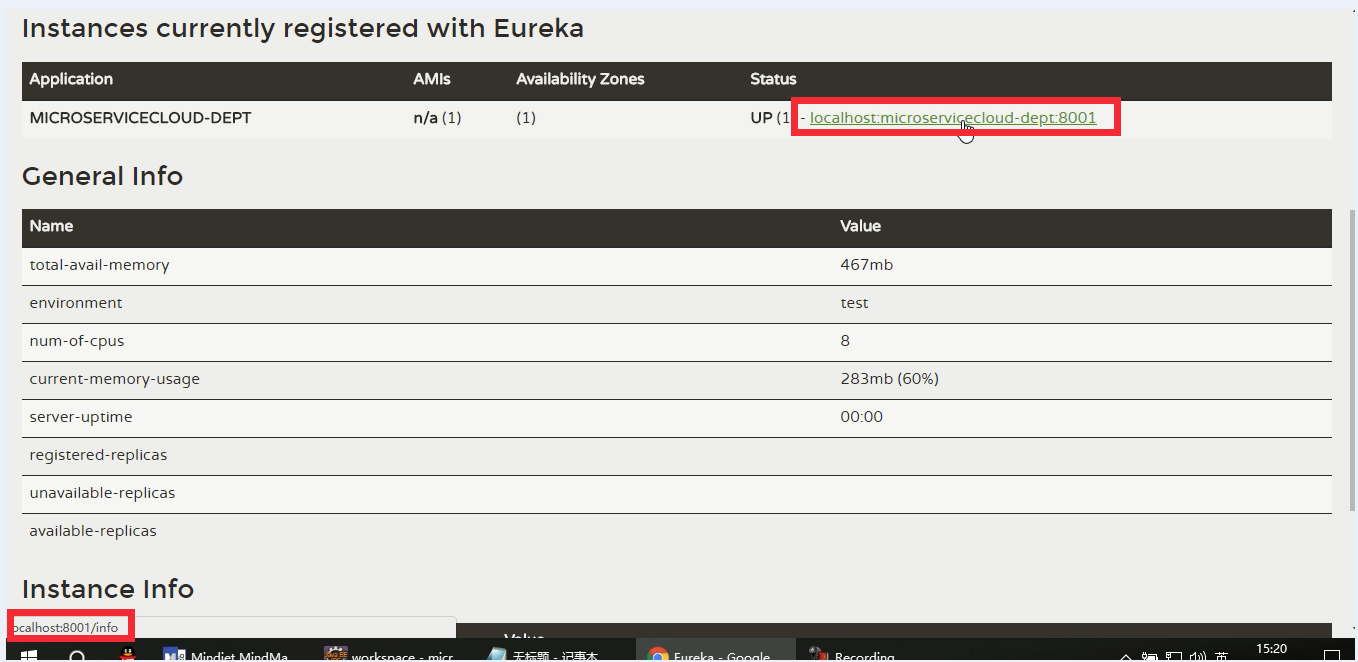 Instances currently registered with Eureka
Application AMIs Availability Zones Status
MICROSERVICECLOUD-DEPT n/a (1) (1) UP (1 - localhost:microservicecloud-dept:8001
General Info
Name Value
total-avail-memory 467mb
environment test
num-of-cpus 8
current-memory-usage 283mb (60%)
server-uptime 00:00
registered-replicas
unavailable-replicas
available-replicas
Instance Info
ocalhost:8001/info
Value
Mindjet MindMa workspace - micr 无标题 - 记事本 Eureka - Google Recording 英 15:20